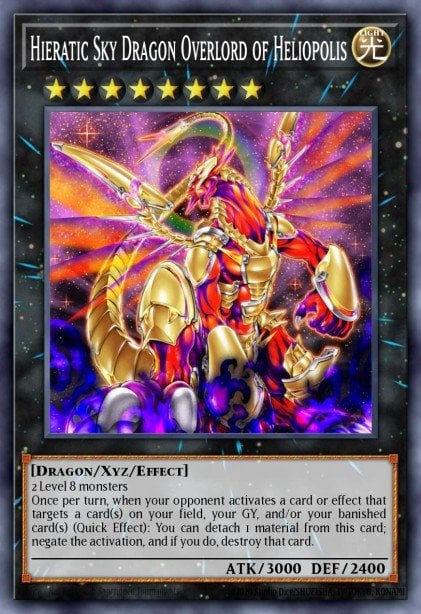 Hieratic Sky Dragon Overlord of Heliopolis
LIGHT
光
[Dragon/Xyz/Effect]
2 Level 8 monsters
Once per turn, when your opponent activates a card or effect that
targets a card(s) on your field, your GY, and/or your banished
card(s) (Quick Effect): You can detach 1 material from this card;
negate the activation, and if you do, destroy that card.
ATK/3000 DEF/2400